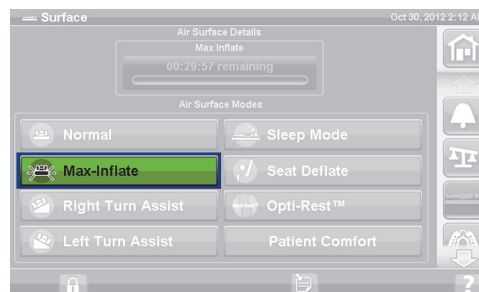 Surface
Oct 30, 2012 2:12 A
Air Surface Details
Max Inflate
00:29:57 remaining
Air Surface Modes
Normal
Sleep Mode
Max-Inflate
Seat Deflate
Right Turn Assist
Opti-Rest™
Left Turn Assist
Patient Comfort
?